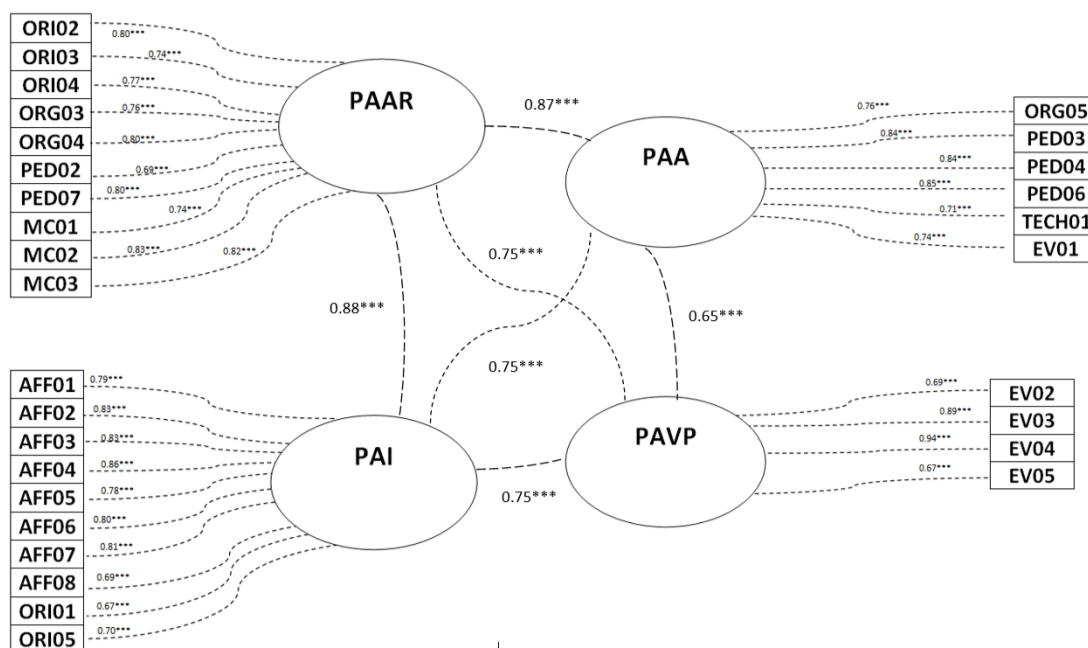 ORI02
0.80***
ORI03
0.74***
ORI04
0.77***
ORG03
0.76***
ORG04
0.80***
PED02
0.69***
PED07
0.80***
MC01
0.74***
MC02
0.83***
MC03
0.82***
PAAR
0.87***
PAA
0.76***
ORG05
0.84***
PED03
0.84***
PED04
0.85***
PED06
0.71***
TECH01
0.74***
EV01
0.75***
0.88***
0.65***
0.75***
AFF01
0.79***
AFF02
0.83***
AFF03
0.83***
AFF04
0.86***
AFF05
0.78***
AFF06
0.80***
AFF07
0.81***
AFF08
0.69***
ORI01
0.67***
ORI05
0.70***
PAI
0.75***
PAVP
0.69***
EV02
0.89***
EV03
0.94***
EV04
0.67***
EV05